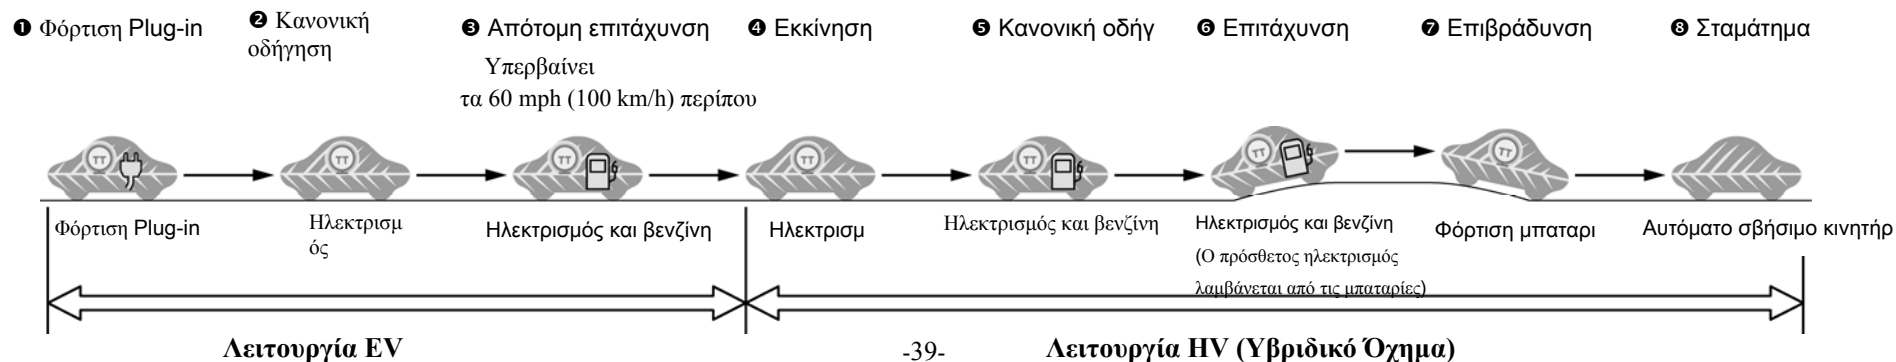 ❶ Φόρτιση Plug-in
❷ Κανονική
οδήγηση
❸ Απότομη επιτάχυνση
Υπερβαίνει
τα 60 mph (100 km/h) περίπου
❹ Εκκίνηση
❺ Κανονική οδήγ
❻ Επιτάχυνση
❼ Επιβράδυνση
❽ Σταμάτημα
Φόρτιση Plug-in
Ηλεκτρισμ
ός
Ηλεκτρισμός και βενζίνη
Ηλεκτρισμ
Ηλεκτρισμός και βενζίνη
Ηλεκτρισμός και βενζίνη
(Ο πρόσθετος ηλεκτρισμός
λαμβάνεται από τις μπαταρίες)
Φόρτιση μπαταρι
Αυτόματο σβήσιμο κινητήρ
Λειτουργία EV
-39-
Λειτουργία HV (Υβριδικό Όχημα)